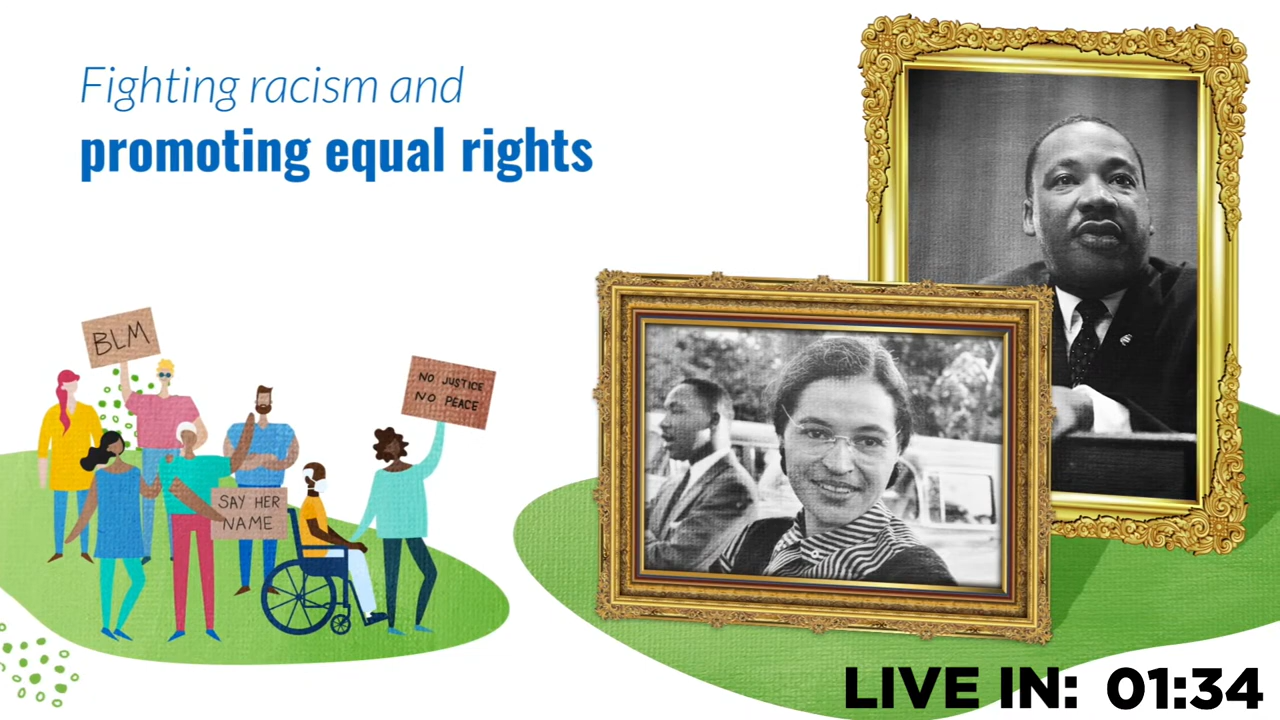 Fighting racism and
promoting equal rights
BLM
NO JUSTICE
NO PEACE
SAY HER
NAME
LIVE IN: 01:34